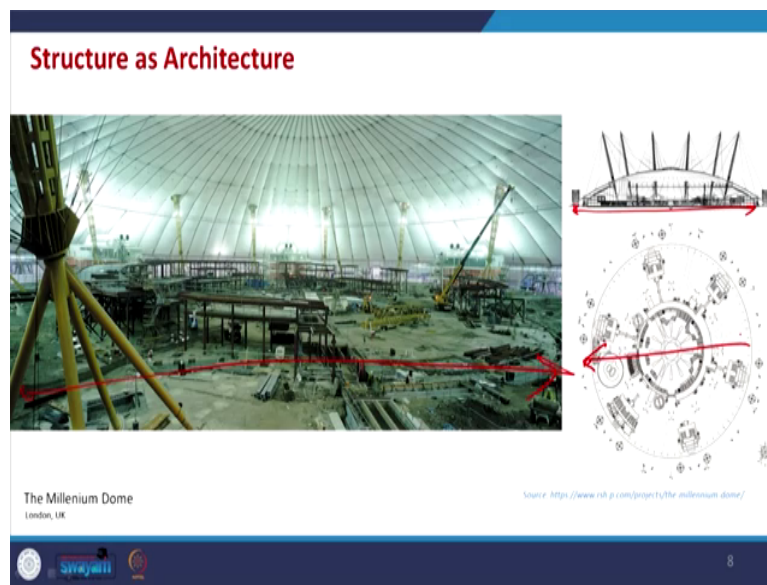 Structure as Architecture
The Millenium Dome
London, UK
Source: https://www.rsh-p.com/projects/the-millennium-dome/
swayam
8